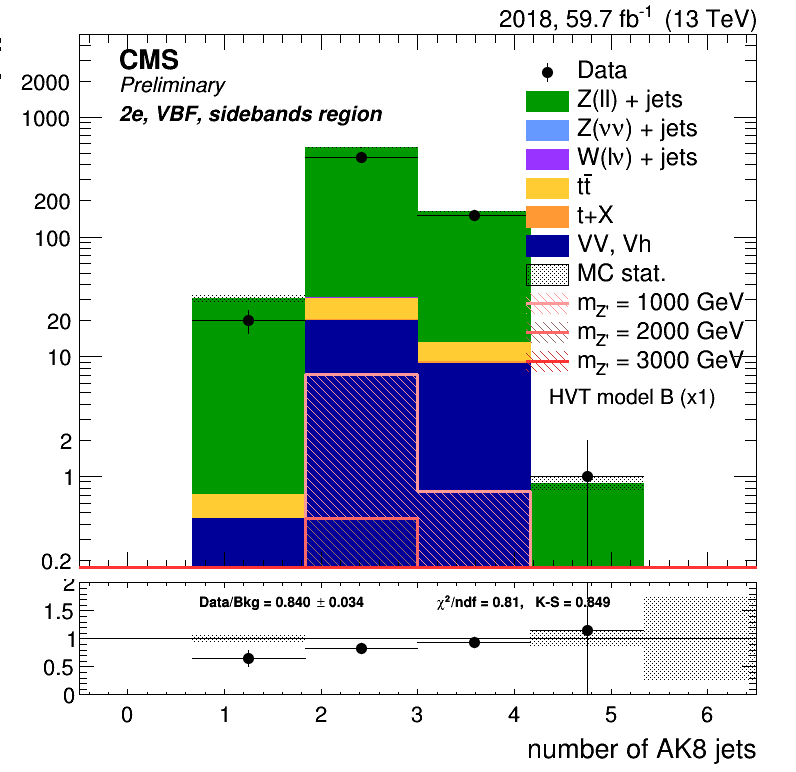 2018, 59.7 fb⁻¹ (13 TeV)
CMS
Preliminary
2e, VBF, sidebands region
Data
Z(ll) + jets
Z(νν) + jets
W(lν) + jets
tt̄
t+X
VV, Vh
MC stat.
m_Z' = 1000 GeV
m_Z' = 2000 GeV
m_Z' = 3000 GeV
HVT model B (x1)
2000
1000
200
100
20
10
2
1
0.2
Data/Bkg = 0.840 ± 0.034
χ²/ndf = 0.81, K-S = 0.849
2
1.5
1
0.5
0
0 1 2 3 4 5 6
number of AK8 jets